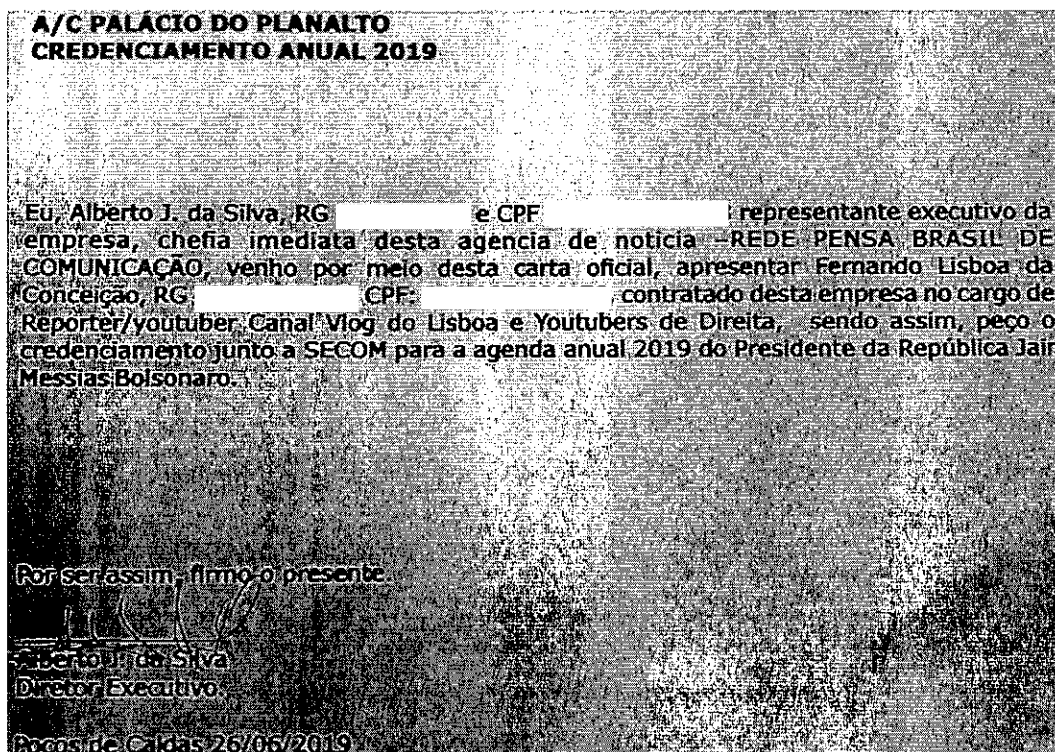 A/C PALÁCIO DO PLANALTO
CREDENCIAMENTO ANUAL 2019
Eu, Alberto J. da Silva, RG e CPF representante executivo da
empresa, chefia imediata desta agencia de noticia –REDE PENSA BRASIL DE
COMUNICAÇÃO, venho por meio desta carta oficial, apresentar Fernando Lisboa da
Conceição, RG CPF: , contratado desta empresa no cargo de
Reporter/youtuber Canal Vlog do Lisboa e Youtubers de Direita, sendo assim, peço o
credenciamento junto a SECOM para a agenda anual 2019 do Presidente da República Jair
Messias Bolsonaro.
Por ser assim, firmo o presente.
Alberto J. da Silva
Diretor Executivo.
Poços de Caldas 26/06/2019